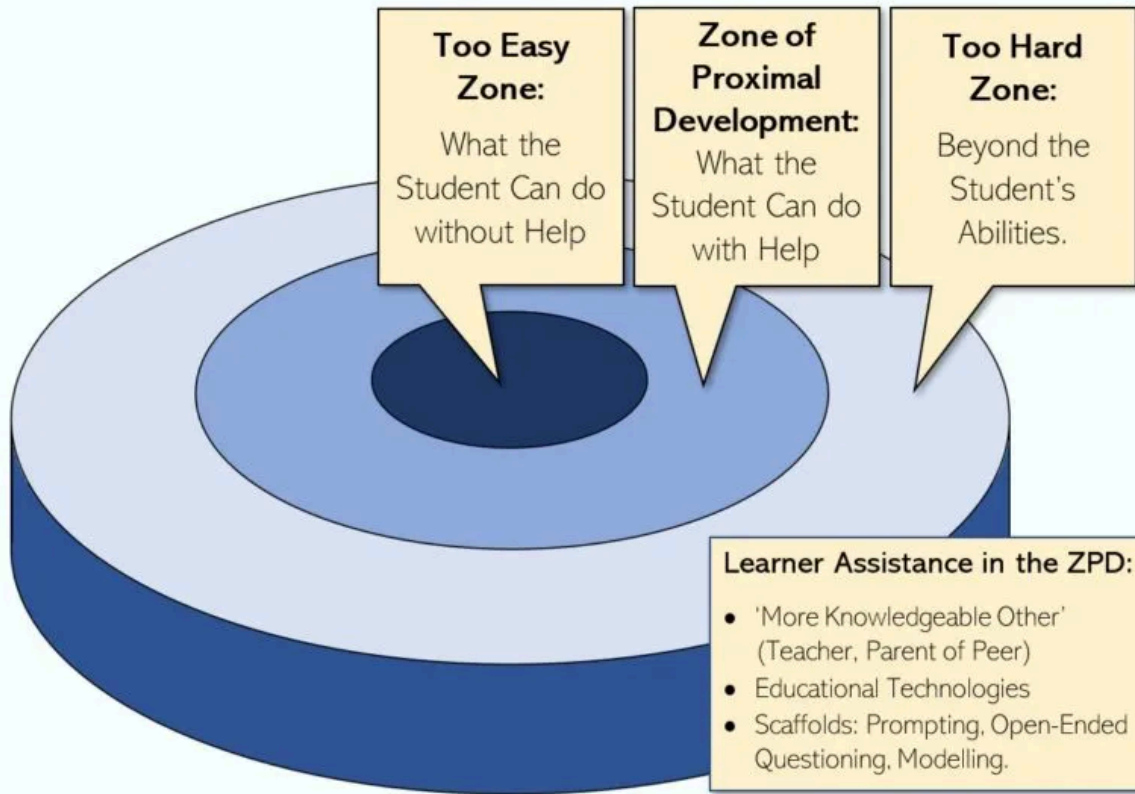 Too Easy
Zone:
What the
Student Can do
without Help
Zone of
Proximal
Development:
What the
Student Can do
with Help
Too Hard
Zone:
Beyond the
Student's
Abilities.
Learner Assistance in the ZPD:
• 'More Knowledgeable Other'
(Teacher, Parent of Peer)
• Educational Technologies
• Scaffolds: Prompting, Open-Ended
Questioning, Modelling.